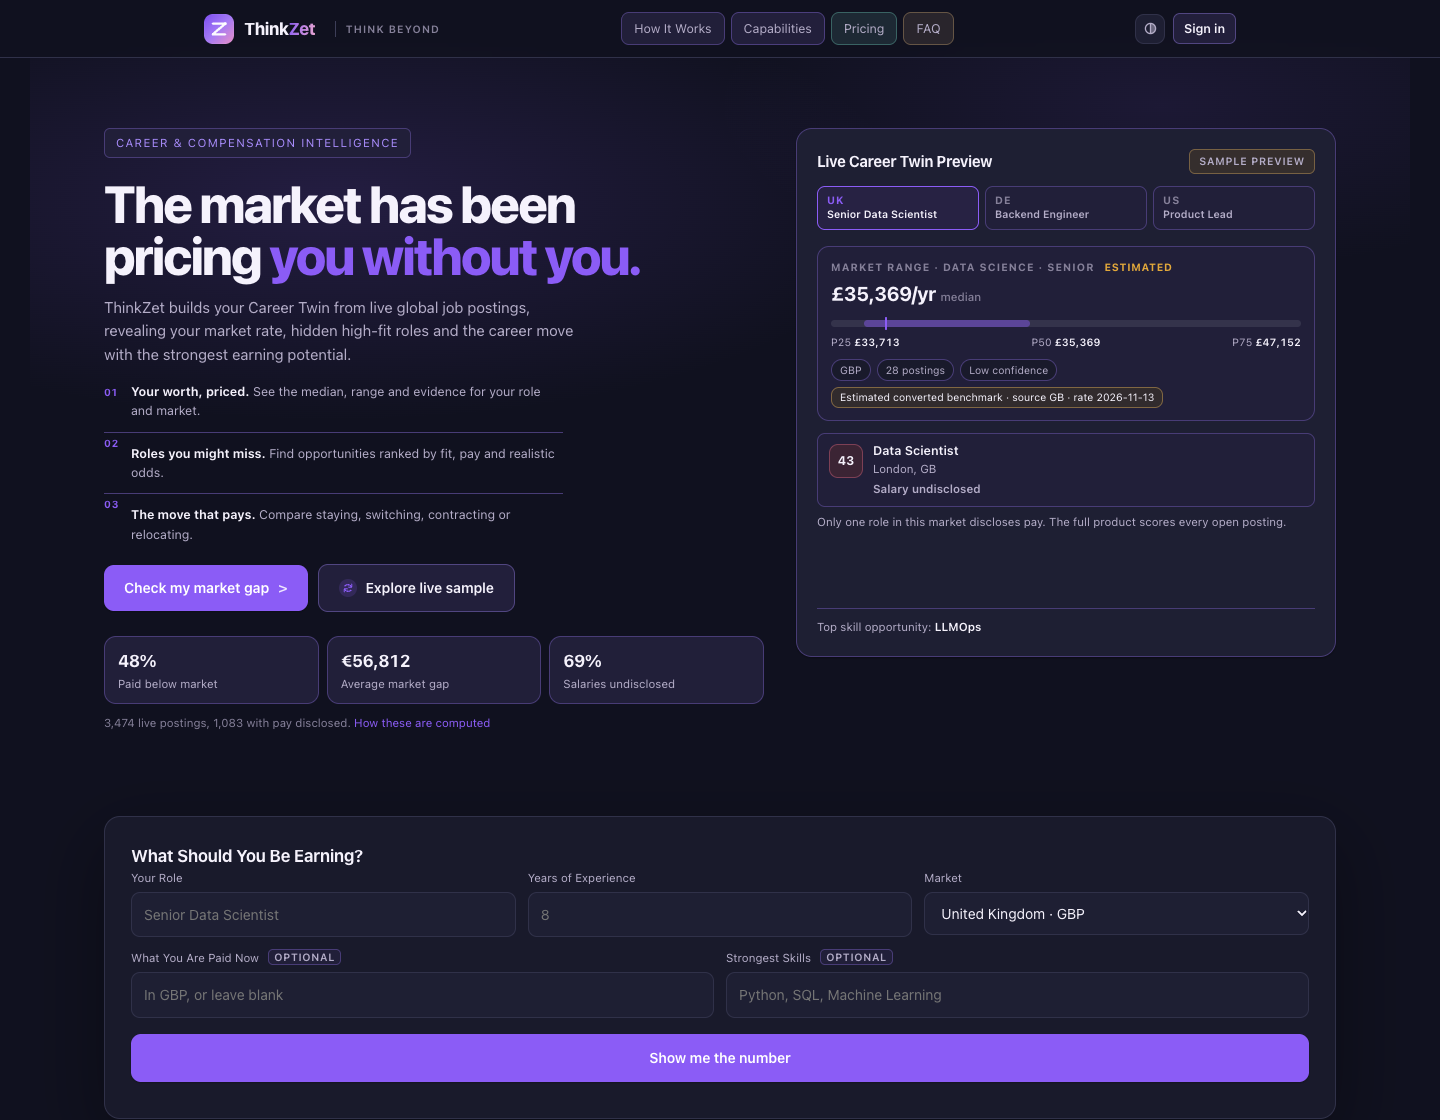 ThinkZet
THINK BEYOND
How It Works
Capabilities
Pricing
FAQ
Sign in
CAREER & COMPENSATION INTELLIGENCE
The market has been
pricing you without you.
ThinkZet builds your Career Twin from live global job postings,
revealing your market rate, hidden high-fit roles and the career move
with the strongest earning potential.
01 Your worth, priced. See the median, range and evidence for your role
and market.
02 Roles you might miss. Find opportunities ranked by fit, pay and realistic
odds.
03 The move that pays. Compare staying, switching, contracting or
relocating.
Check my market gap >
Explore live sample
48%
Paid below market
€56,812
Average market gap
69%
Salaries undisclosed
3,474 live postings, 1,083 with pay disclosed. How these are computed
Live Career Twin Preview
SAMPLE PREVIEW
UK
Senior Data Scientist
DE
Backend Engineer
US
Product Lead
MARKET RANGE · DATA SCIENCE · SENIOR ESTIMATED
£35,369/yr median
P25 £33,713
P50 £35,369
P75 £47,152
GBP
28 postings
Low confidence
Estimated converted benchmark · source GB · rate 2026-11-13
43
Data Scientist
London, GB
Salary undisclosed
Only one role in this market discloses pay. The full product scores every open posting.
Top skill opportunity: LLMOps
What Should You Be Earning?
Your Role
Senior Data Scientist
Years of Experience
8
Market
United Kingdom · GBP
What You Are Paid Now OPTIONAL
In GBP, or leave blank
Strongest Skills OPTIONAL
Python, SQL, Machine Learning
Show me the number